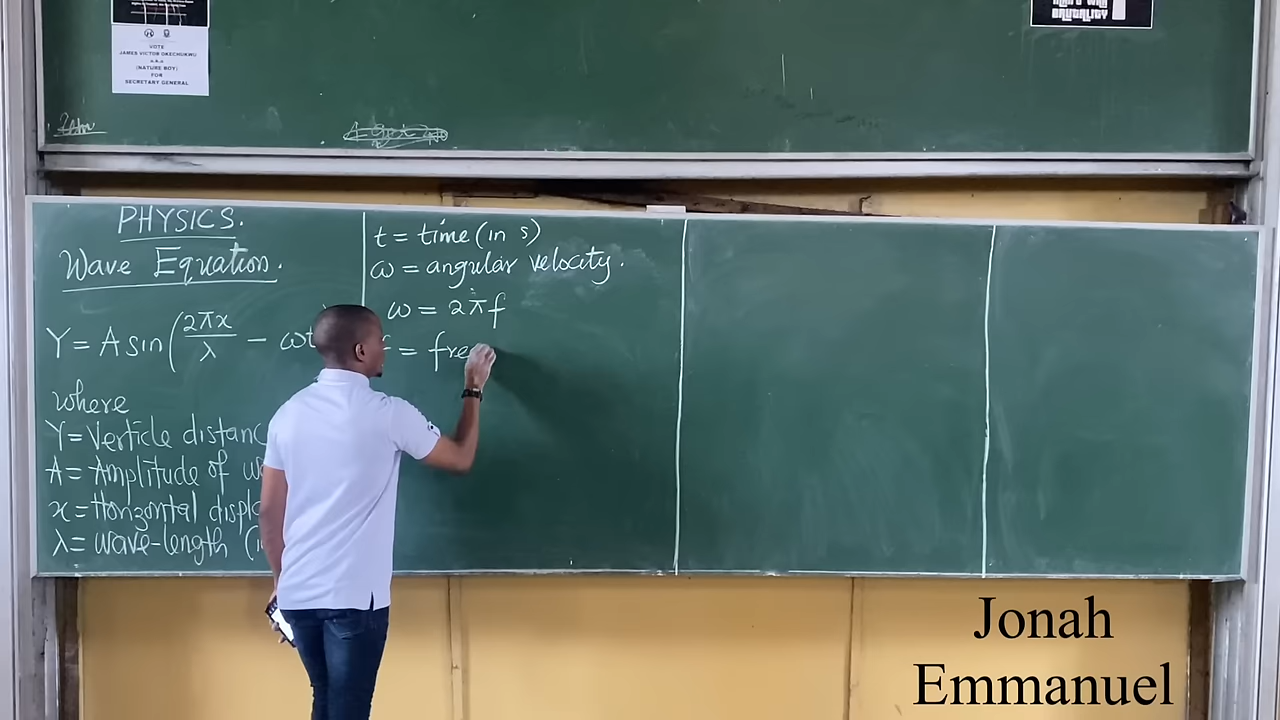 VOTE
JAMES VICTOR OKECHUKWU
a.k.a
(NATURE BOY)
FOR
SECRETARY GENERAL
BRUTALITY
PHYSICS.
Wave Equation.
Y = A sin(2πx/λ - ωt
where
Y = Verticle distanc
A = Amplitude of w
x = Horizontal displ
λ = wave-length (i
t = time (in s)
ω = angular velocity.
ω = 2πf
= fre
Jonah
Emmanuel